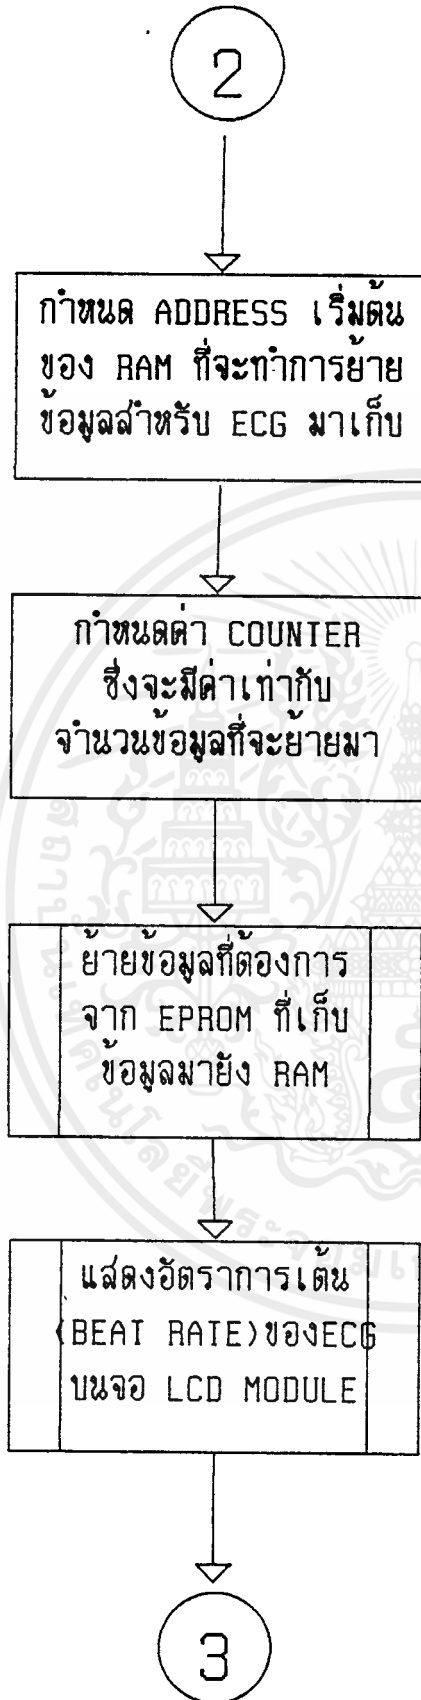 2
กำหนด ADDRESS เริ่มต้น
ของ RAM ที่จะทำการย้าย
ข้อมูลสำหรับ ECG มาเก็บ
กำหนดค่า COUNTER
ซึ่งจะมีค่าเท่ากับ
จำนวนข้อมูลที่จะย้ายมา
ย้ายข้อมูลที่ต้องการ
จาก EPROM ที่เก็บ
ข้อมูลมายัง RAM
แสดงอัตราการเต้น
(BEAT RATE)ของECG
บนจอ LCD MODULE
3